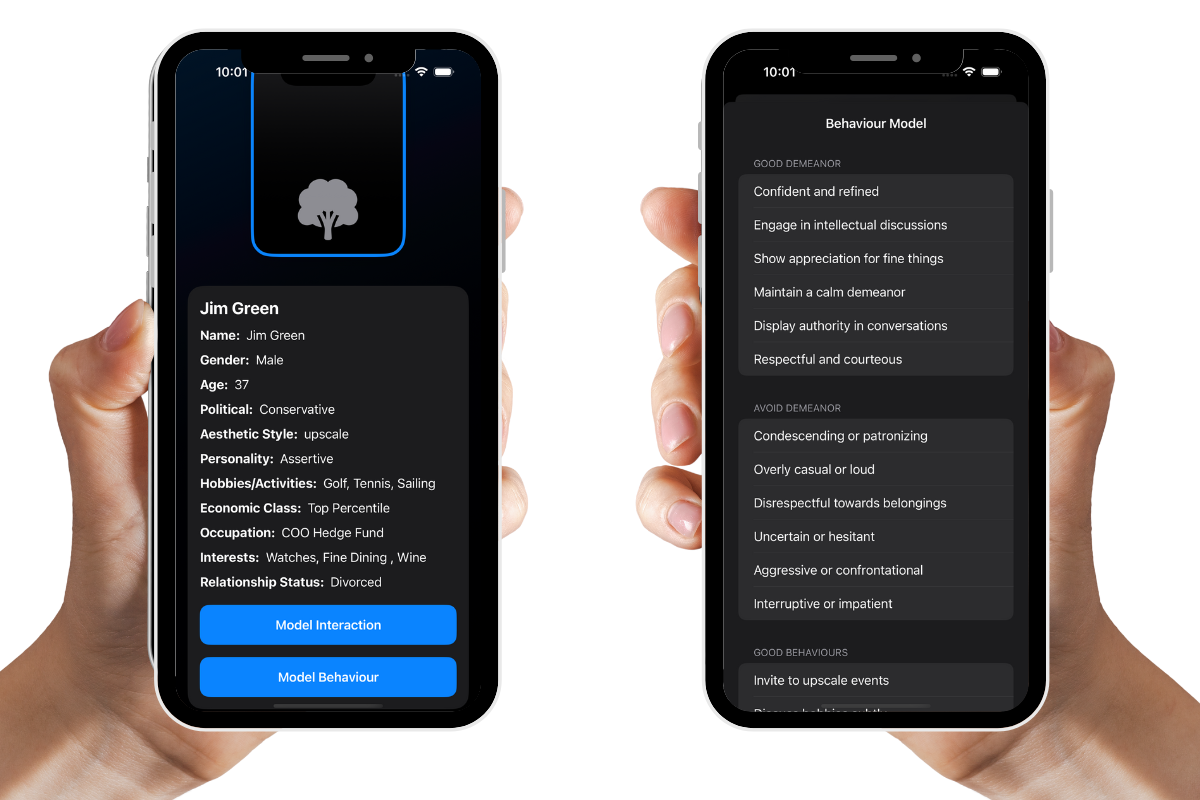 10:01
Jim Green
Name: Jim Green
Gender: Male
Age: 37
Political: Conservative
Aesthetic Style: upscale
Personality: Assertive
Hobbies/Activities: Golf, Tennis, Sailing
Economic Class: Top Percentile
Occupation: COO Hedge Fund
Interests: Watches, Fine Dining , Wine
Relationship Status: Divorced
Model Interaction
Model Behaviour
10:01
Behaviour Model
GOOD DEMEANOR
Confident and refined
Engage in intellectual discussions
Show appreciation for fine things
Maintain a calm demeanor
Display authority in conversations
Respectful and courteous
AVOID DEMEANOR
Condescending or patronizing
Overly casual or loud
Disrespectful towards belongings
Uncertain or hesitant
Aggressive or confrontational
Interruptive or impatient
GOOD BEHAVIOURS
Invite to upscale events